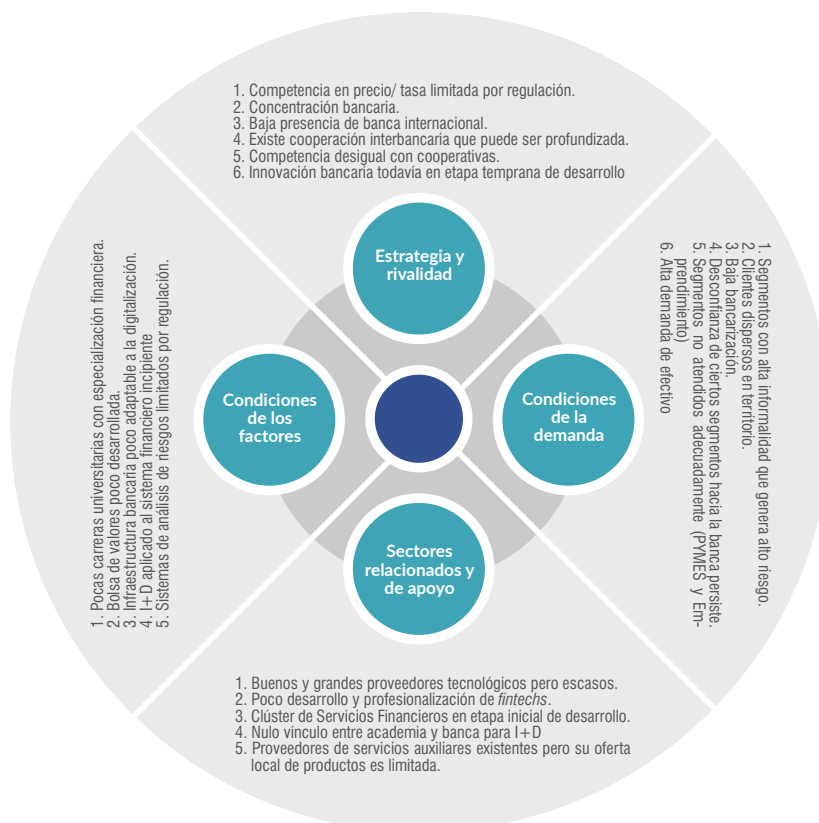 1. Competencia en precio/ tasa limitada por regulación.
2. Concentración bancaria.
3. Baja presencia de banca internacional.
4. Existe cooperación interbancaria que puede ser profundizada.
5. Competencia desigual con cooperativas.
6. Innovación bancaria todavía en etapa temprana de desarrollo
Estrategia y
rivalidad
1. Pocas carreras universitarias con especialización financiera.
2. Bolsa de valores poco desarrollada.
3. Infraestructura bancaria poco adaptable a la digitalización.
4. I+D aplicado al sistema financiero incipiente
5. Sistemas de análisis de riesgos limitados por regulación.
Condiciones
de los
factores
Condiciones
de la
demanda
1. Segmentos con alta informalidad que genera alto riesgo.
2. Clientes dispersos en territorio.
3. Baja bancarización.
4. Desconfianza de ciertos segmentos hacia la banca persiste.
5. Segmentos no atendidos adecuadamente (PYMES y Em-
prendimiento)
6. Alta demanda de efectivo
Sectores
relacionados y
de apoyo
1. Buenos y grandes proveedores tecnológicos pero escasos.
2. Poco desarrollo y profesionalización de fintechs.
3. Clúster de Servicios Financieros en etapa inicial de desarrollo.
4. Nulo vínculo entre academia y banca para I+D
5. Proveedores de servicios auxiliares existentes pero su oferta
local de productos es limitada.